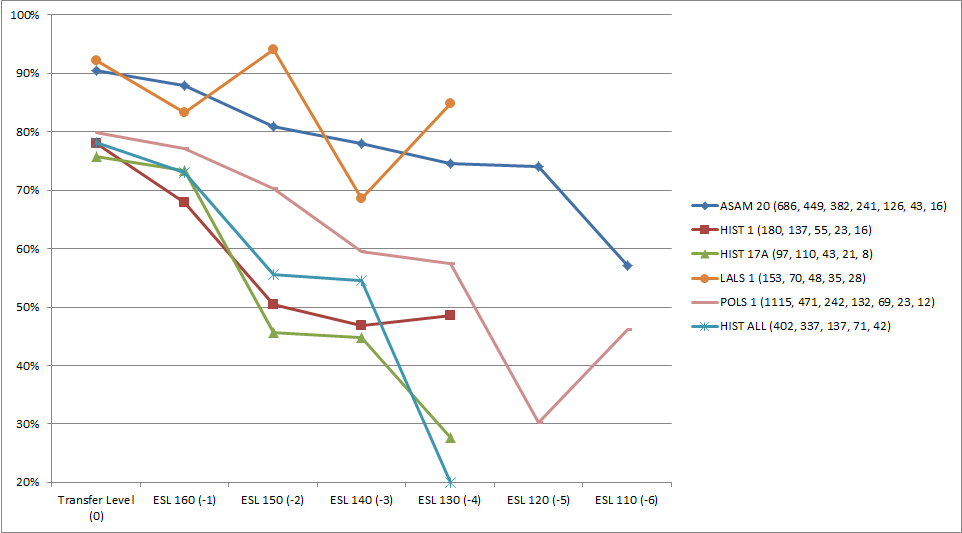 100%
90%
80%
70%
60%
50%
40%
30%
20%
Transfer Level
(0)
ESL 160 (-1)
ESL 150 (-2)
ESL 140 (-3)
ESL 130 (-4)
ESL 120 (-5)
ESL 110 (-6)
ASAM 20 (686, 449, 382, 241, 126, 43, 16)
HIST 1 (180, 137, 55, 23, 16)
HIST 17A (97, 110, 43, 21, 8)
LALS 1 (153, 70, 48, 35, 28)
POLS 1 (1115, 471, 242, 132, 69, 23, 12)
HIST ALL (402, 337, 137, 71, 42)